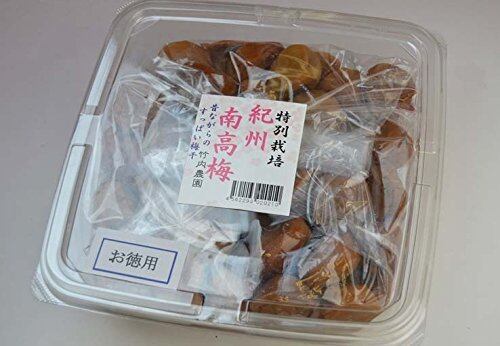 特別栽培
紀州
南高梅
昔ながらの
すっぱい梅干
竹内農園
4562293020210
お徳用